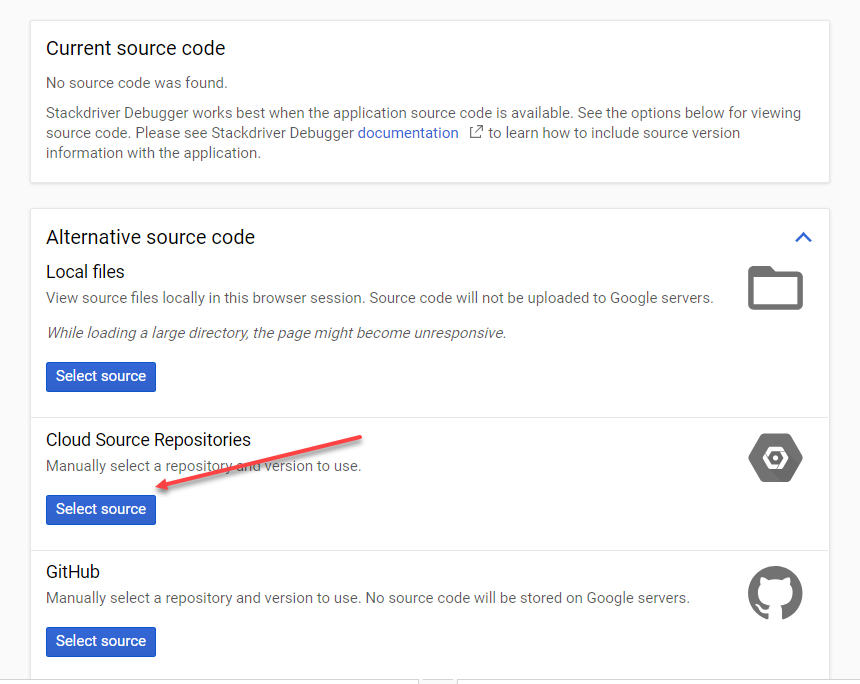 Current source code
No source code was found.
Stackdriver Debugger works best when the application source code is available. See the options below for viewing
source code. Please see Stackdriver Debugger documentation to learn how to include source version
information with the application.
Alternative source code
Local files
View source files locally in this browser session. Source code will not be uploaded to Google servers.
While loading a large directory, the page might become unresponsive.
Select source
Cloud Source Repositories
Manually select a repository and version to use.
Select source
GitHub
Manually select a repository and version to use. No source code will be stored on Google servers.
Select source